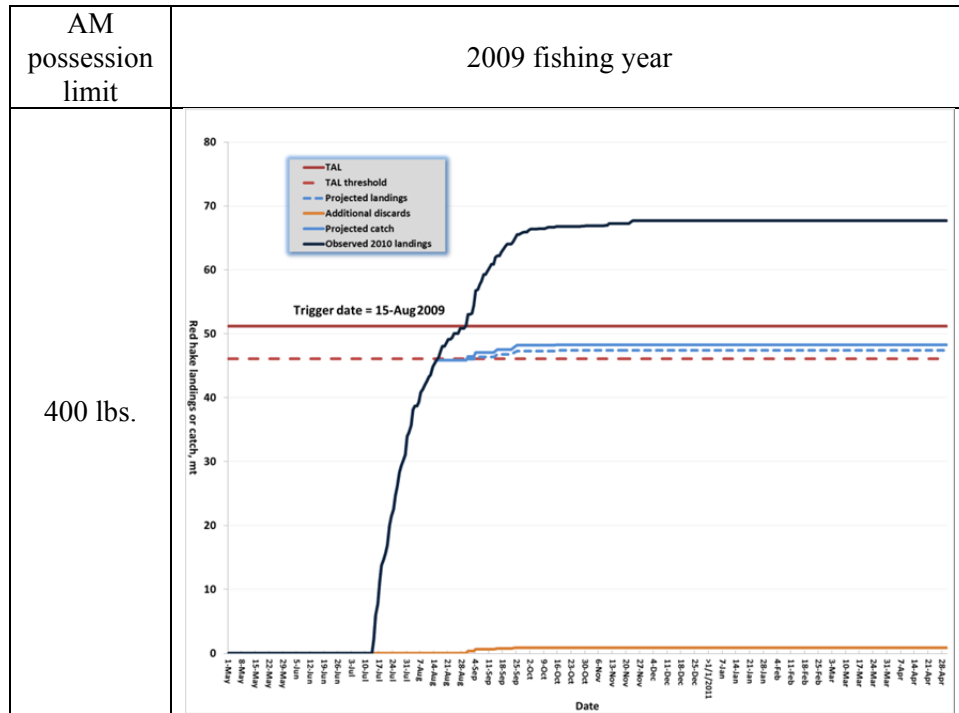 AM
possession
limit
2009 fishing year
400 lbs.
Red hake landings or catch, mt
80
70
60
50
40
30
20
10
0
TAL
TAL threshold
Projected landings
Additional discards
Projected catch
Observed 2010 landings
Trigger date = 15-Aug2009
1-May
8-May
15-May
22-May
29-May
5-Jun
12-Jun
19-Jun
26-Jun
3-Jul
10-Jul
17-Jul
24-Jul
31-Jul
7-Aug
14-Aug
21-Aug
28-Aug
4-Sep
11-Sep
18-Sep
25-Sep
2-Oct
9-Oct
16-Oct
23-Oct
30-Oct
6-Nov
13-Nov
20-Nov
27-Nov
4-Dec
11-Dec
18-Dec
25-Dec
>1/1/2011
7-Jan
14-Jan
21-Jan
28-Jan
4-Feb
11-Feb
18-Feb
25-Feb
3-Mar
10-Mar
17-Mar
24-Mar
31-Mar
7-Apr
14-Apr
21-Apr
28-Apr
Date